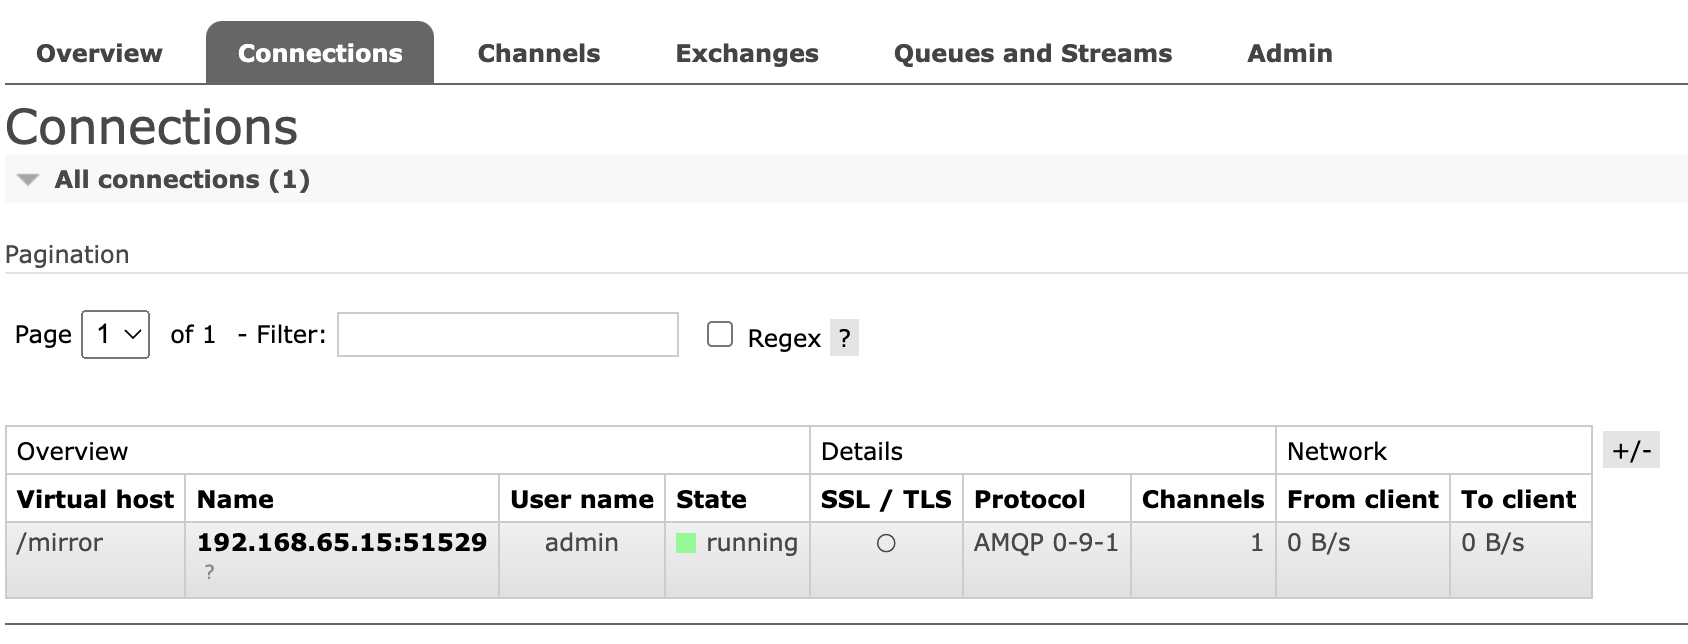 Overview Connections Channels Exchanges Queues and Streams Admin
Connections
All connections (1)
Pagination
Page 1 of 1 - Filter: Regex ?
Overview Details Network +/-
Virtual host Name User name State SSL / TLS Protocol Channels From client To client
/mirror 192.168.65.15:51529 admin running ○ AMQP 0-9-1 1 0 B/s 0 B/s
?